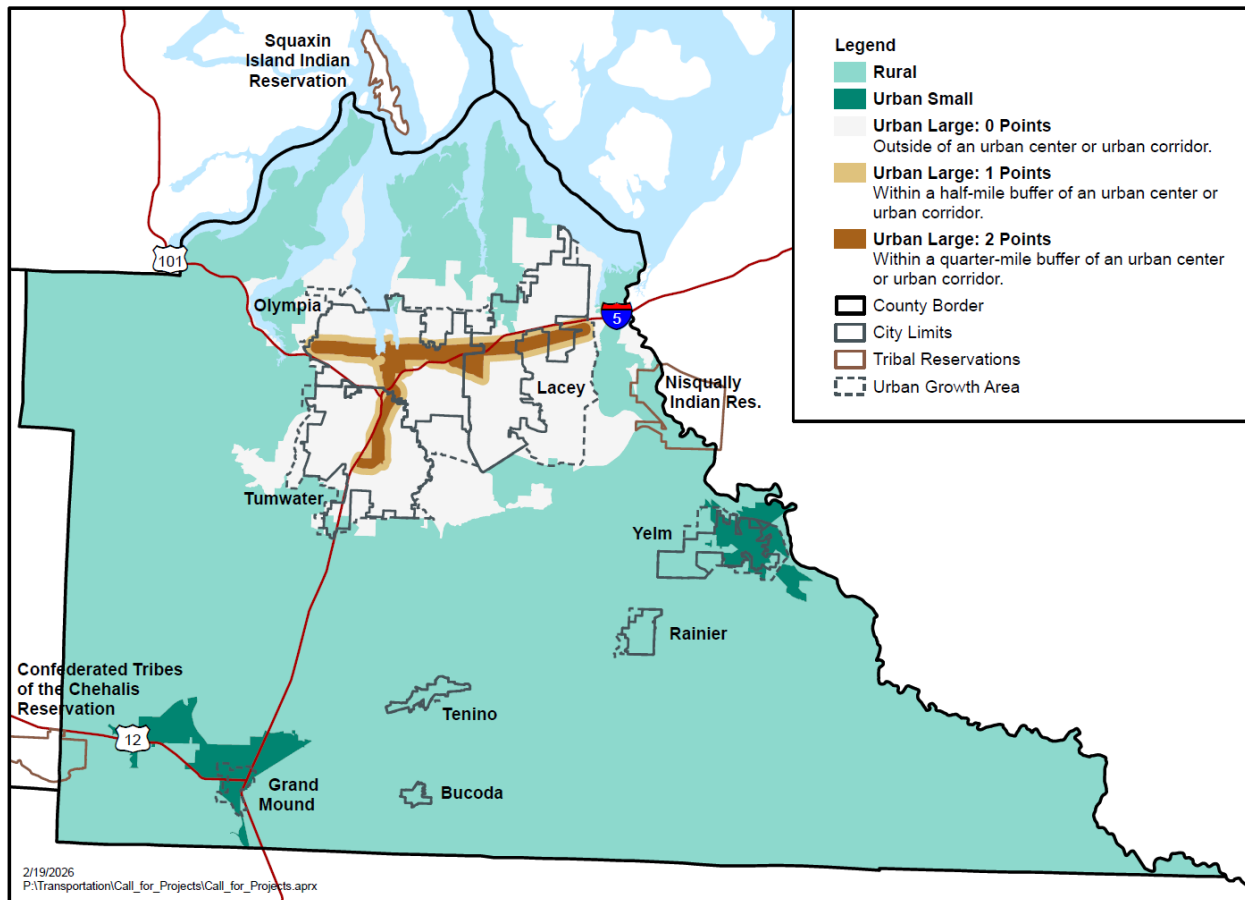 Squaxin
Island Indian
Reservation
101
Olympia
5
Lacey
Nisqually
Indian Res.
Tumwater
Yelm
Rainier
Confederated Tribes
of the Chehalis
Reservation
12
Tenino
Grand
Mound
Bucoda
Legend
Rural
Urban Small
Urban Large: 0 Points
Outside of an urban center or urban corridor.
Urban Large: 1 Points
Within a half-mile buffer of an urban center or
urban corridor.
Urban Large: 2 Points
Within a quarter-mile buffer of an urban center
or urban corridor.
County Border
City Limits
Tribal Reservations
Urban Growth Area
2/19/2026
P:\Transportation\Call_for_Projects\Call_for_Projects.aprx